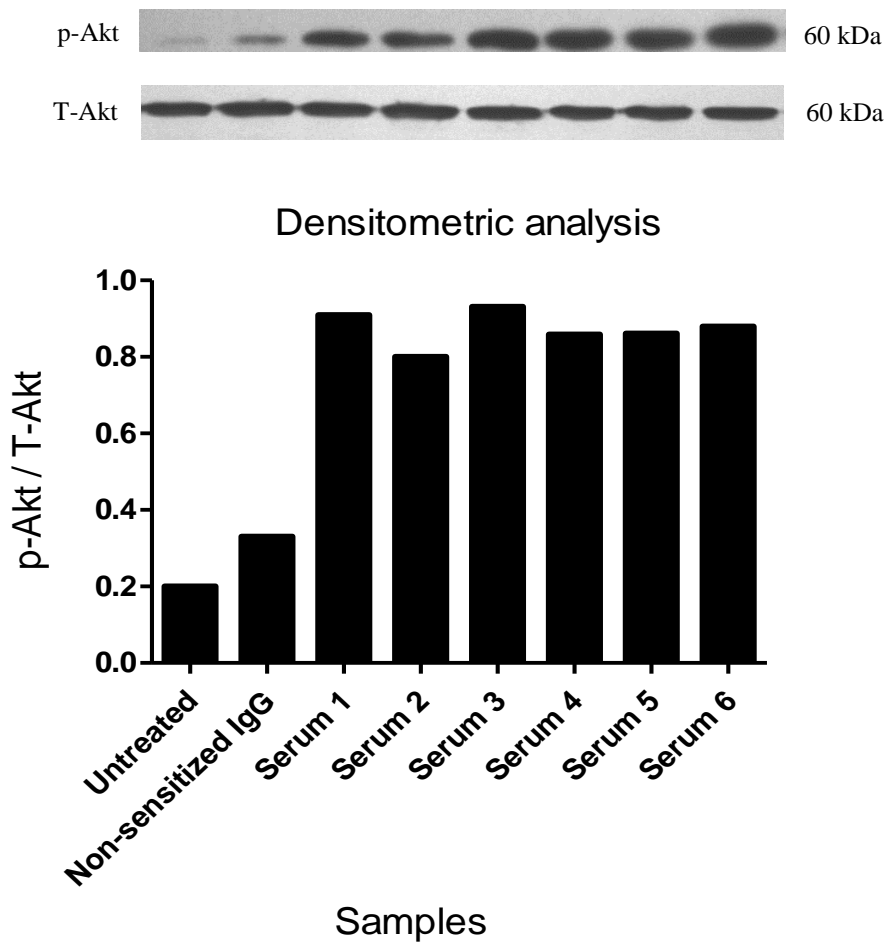 p-Akt 60 kDa
T-Akt 60 kDa
Densitometric analysis
p-Akt / T-Akt
1.0
0.8
0.6
0.4
0.2
0.0
Untreated
Non-sensitized IgG
Serum 1
Serum 2
Serum 3
Serum 4
Serum 5
Serum 6
Samples